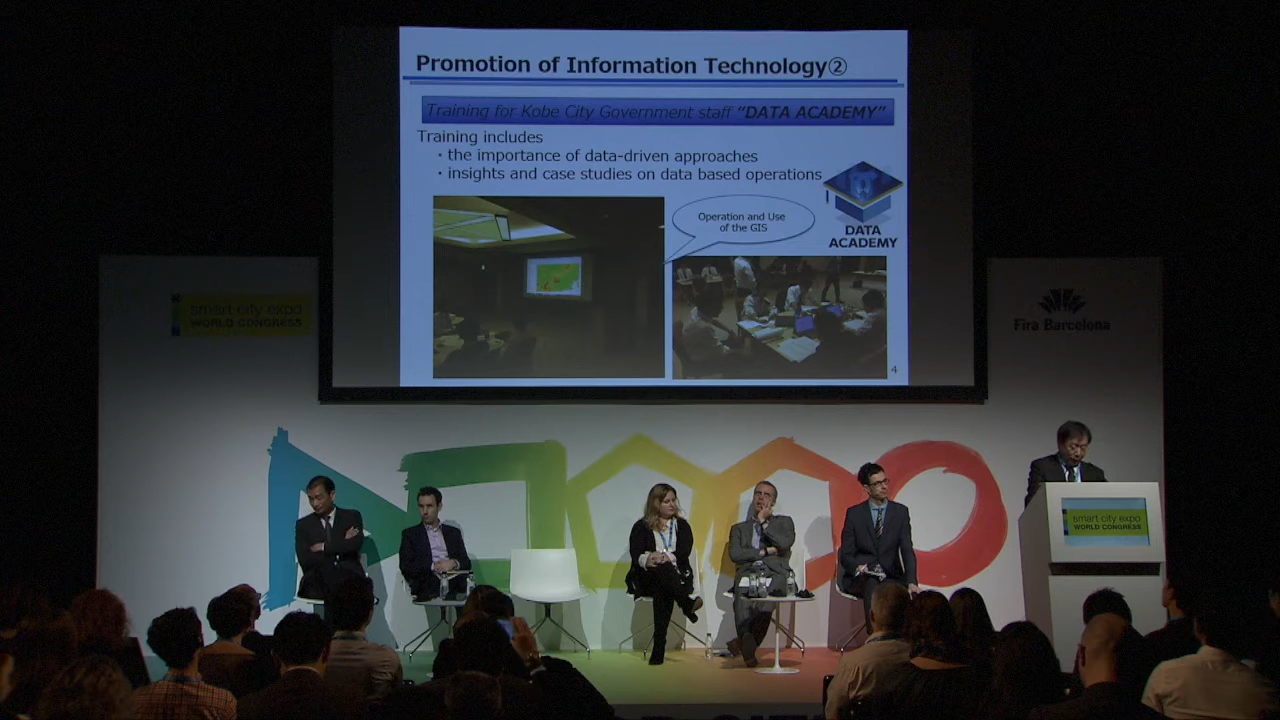 Promotion of Information Technology②
Training for Kobe City Government staff "DATA ACADEMY"
Training includes
・the importance of data-driven approaches
・insights and case studies on data based operations
Operation and Use
of the GIS
DATA
ACADEMY
4
smart city expo
WORLD CONGRESS
Fira Barcelona
smart city expo
WORLD CONGRESS